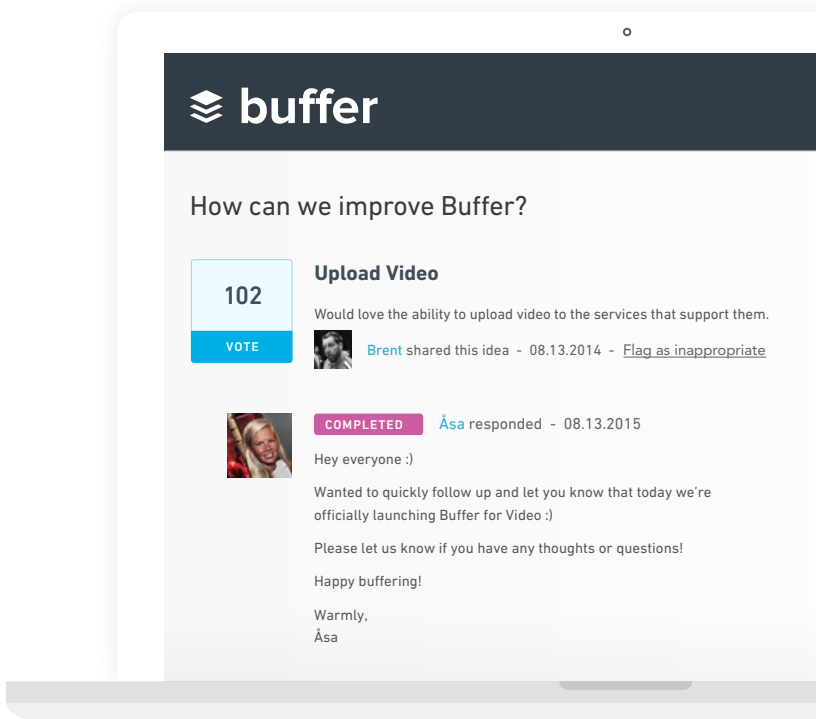 buffer
How can we improve Buffer?
102
VOTE
Upload Video
Would love the ability to upload video to the services that support them.
Brent shared this idea - 08.13.2014 - Flag as inappropriate
COMPLETED Åsa responded - 08.13.2015
Hey everyone :)
Wanted to quickly follow up and let you know that today we're
officially launching Buffer for Video :)
Please let us know if you have any thoughts or questions!
Happy buffering!
Warmly,
Åsa